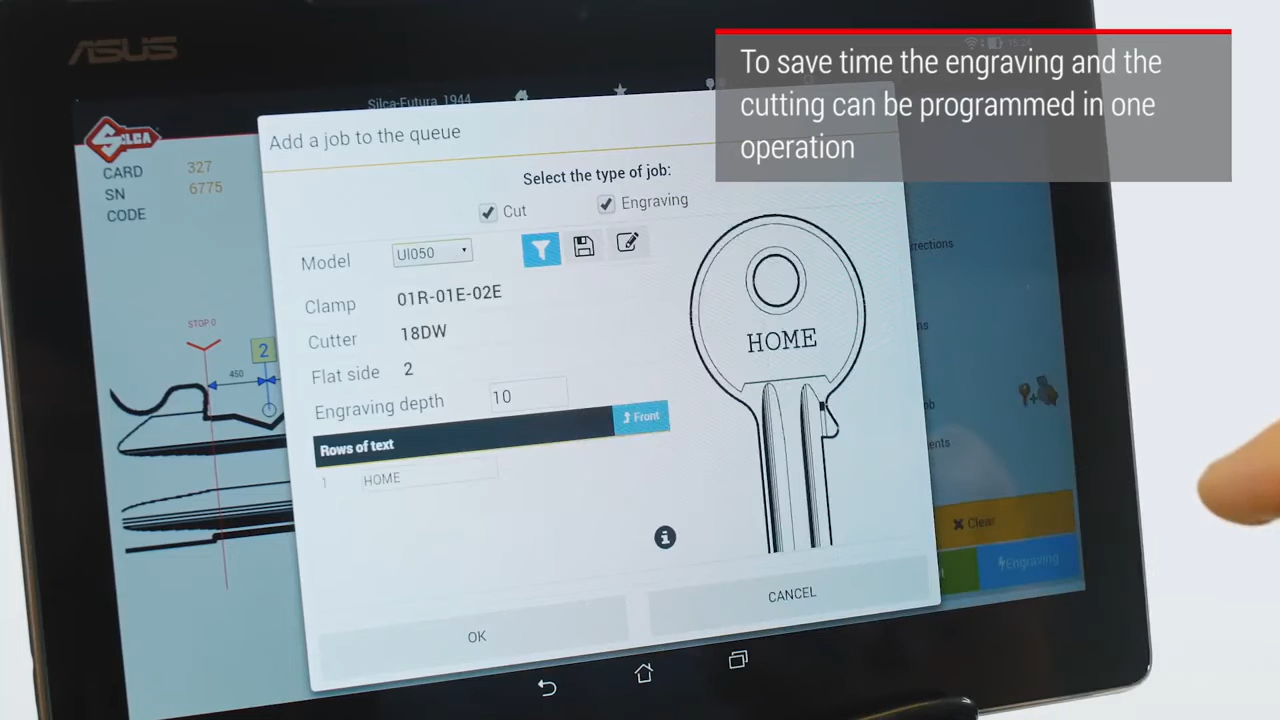 ASUS
To save time the engraving and the
cutting can be programmed in one
operation
Silca-Futura 1944
SILCA
CARD 327
SN 6775
CODE
STOP.0
2
450
Add a job to the queue
Select the type of job:
Cut
Engraving
Model UI050
Clamp 01R-01E-02E
Cutter 18DW
Flat side 2
Engraving depth 10
Rows of text
Front
1 HOME
HOME
OK
CANCEL
Clear
Engraving